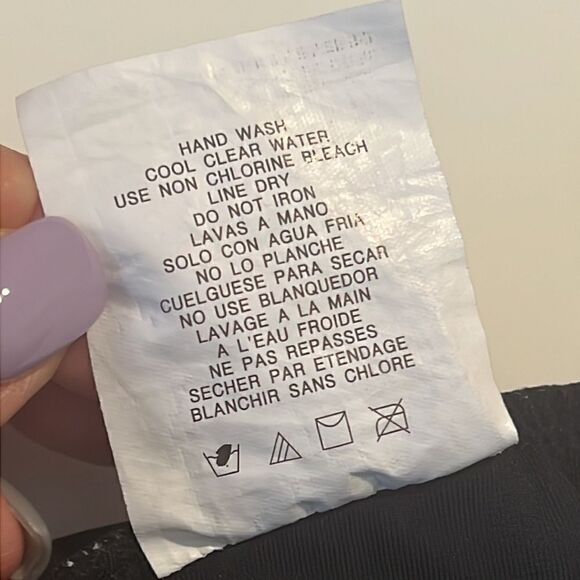 HAND WASH
COOL CLEAR WATER
USE NON CHLORINE BLEACH
LINE DRY
DO NOT IRON
LAVAS A MANO
SOLO CON AGUA FRIA
NO LO PLANCHE
CUELGUESE PARA SECAR
NO USE BLANQUEDOR
LAVAGE A LA MAIN
A L'EAU FROIDE
NE PAS REPASSES
SECHER PAR ETENDAGE
BLANCHIR SANS CHLORE